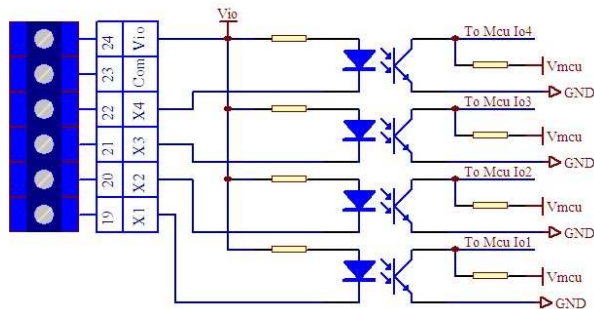 Vio
24 Vio
23 Com
22 X4
21 X3
20 X2
19 X1
To Mcu Io4
Vmcu
GND
To Mcu Io3
Vmcu
GND
To Mcu Io2
Vmcu
GND
To Mcu Io1
Vmcu
GND